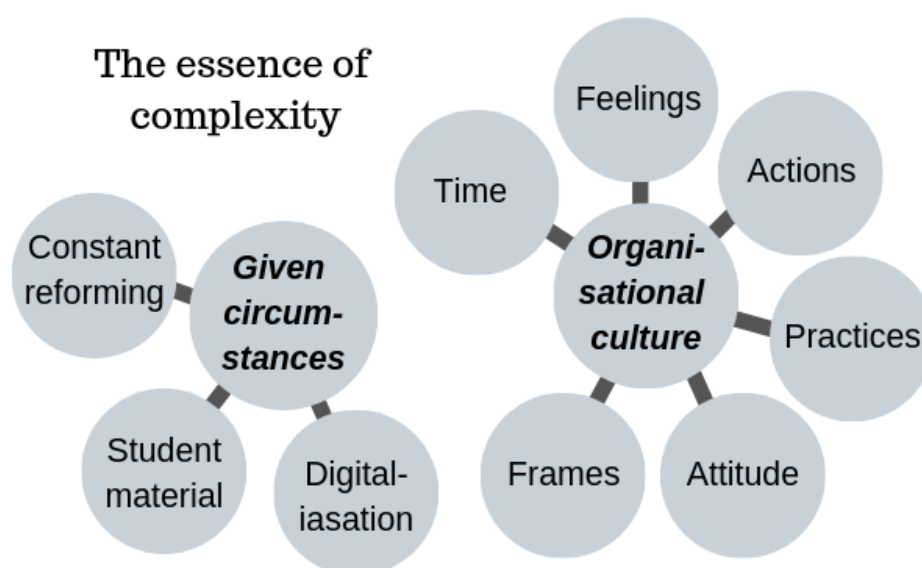 The essence of
complexity
Constant
reforming
Given
circum-
stances
Student
material
Digital-
iasation
Time
Feelings
Actions
Organi-
sational
culture
Practices
Frames
Attitude